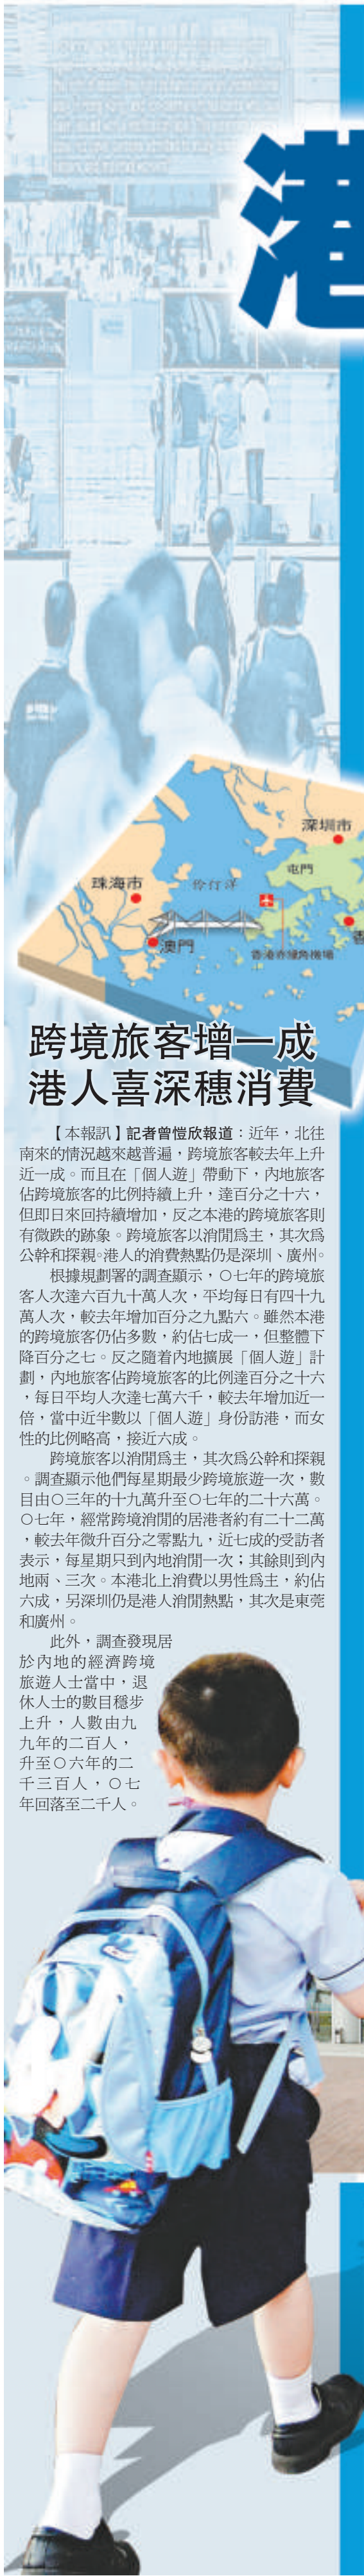 港
深圳市
屯門
珠海市
伶仃洋
澳門
香港赤鱲角機場
香
跨境旅客增一成
港人喜深穗消費
【本報訊】記者曾愷欣報道：近年，北往
南來的情況越來越普遍，跨境旅客較去年上升
近一成。而且在「個人遊」帶動下，內地旅客
佔跨境旅客的比例持續上升，達百分之十六，
但即日來回持續增加，反之本港的跨境旅客則
有微跌的跡象。跨境旅客以消閒為主，其次為
公幹和探親。港人的消費熱點仍是深圳、廣州。
根據規劃署的調查顯示，○七年的跨境旅
客人次達六百九十萬人次，平均每日有四十九
萬人次，較去年增加百分之九點六。雖然本港
的跨境旅客仍佔多數，約佔七成一，但整體下
降百分之七。反之隨着內地擴展「個人遊」計
劃，內地旅客佔跨境旅客的比例達百分之十六
，每日平均人次達七萬六千，較去年增加近一
倍，當中近半數以「個人遊」身份訪港，而女
性的比例略高，接近六成。
跨境旅客以消閒為主，其次為公幹和探親
。調查顯示他們每星期最少跨境旅遊一次，數
目由○三年的十九萬升至○七年的二十六萬。
○七年，經常跨境消閒的居港者約有二十二萬
，較去年微升百分之零點九，近七成的受訪者
表示，每星期只到內地消閒一次；其餘則到內
地兩、三次。本港北上消費以男性為主，約佔
六成，另深圳仍是港人消閒熱點，其次是東莞
和廣州。
此外，調查發現居
於內地的經濟跨境
旅遊人士當中，退
休人士的數目穩步
上升，人數由九
九年的二百人，
升至○六年的二
千三百人，○七
年回落至二千人。